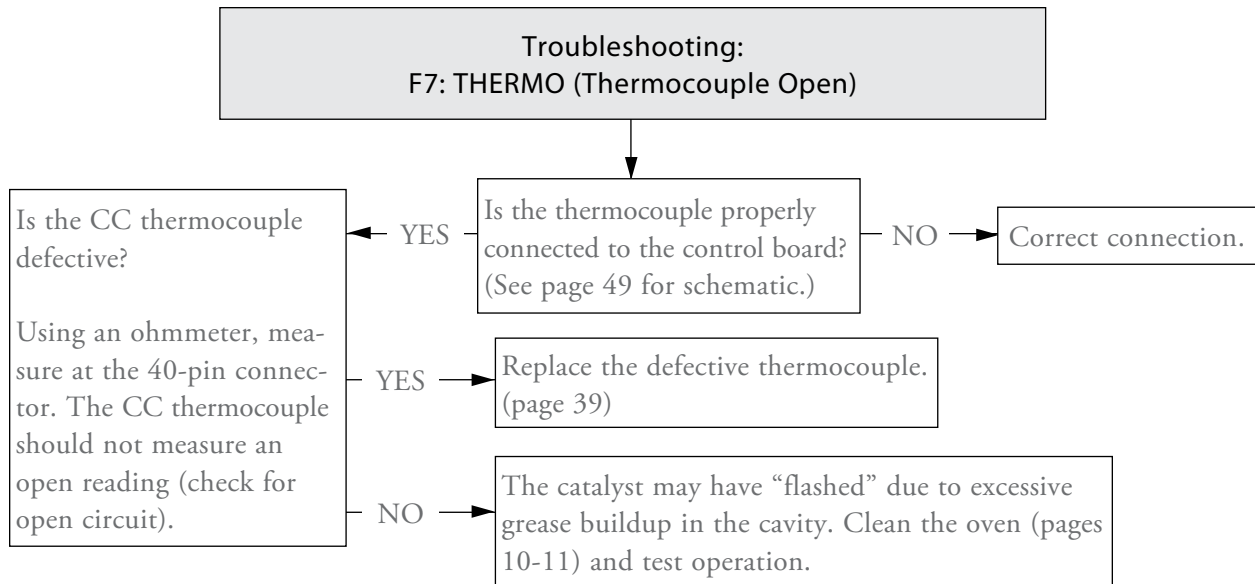 Troubleshooting:
F7: THERMO (Thermocouple Open)
Is the thermocouple properly
connected to the control board?
(See page 49 for schematic.)
NO
Correct connection.
YES
Is the CC thermocouple
defective?
Using an ohmmeter, mea-
sure at the 40-pin connec-
tor. The CC thermocouple
should not measure an
open reading (check for
open circuit).
YES
Replace the defective thermocouple.
(page 39)
NO
The catalyst may have “flashed” due to excessive
grease buildup in the cavity. Clean the oven (pages
10-11) and test operation.